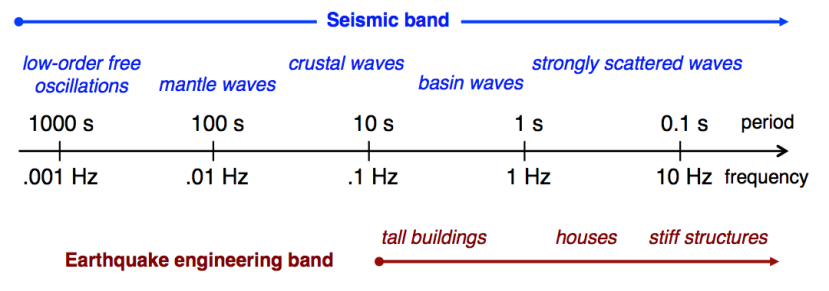 Seismic band
low-order free
oscillations
mantle waves
crustal waves
basin waves
strongly scattered waves
1000 s 100 s 10 s 1 s 0.1 s period
.001 Hz .01 Hz .1 Hz 1 Hz 10 Hz frequency
tall buildings houses stiff structures
Earthquake engineering band